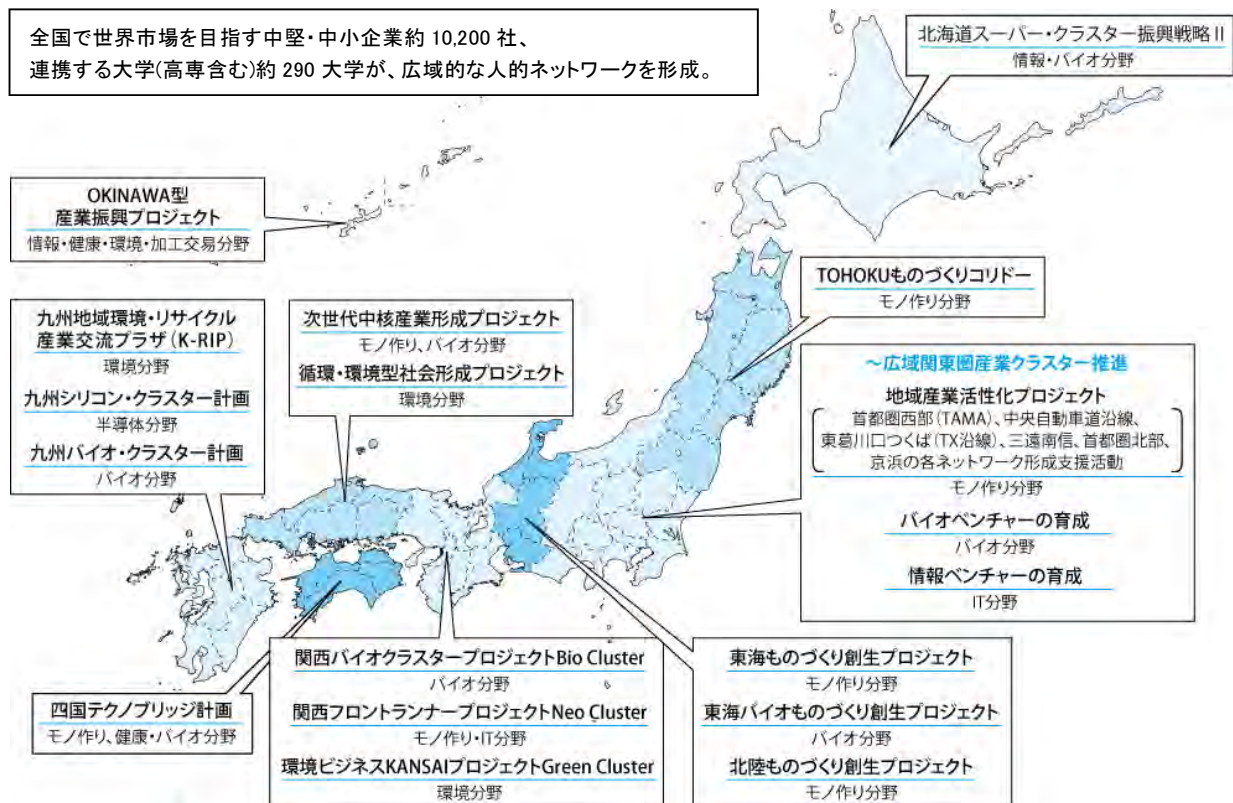 全国で世界市場を目指す中堅・中小企業約 10,200 社、
連携する大学(高専含む)約 290 大学が、広域的な人的ネットワークを形成。
北海道スーパー・クラスター振興戦略Ⅱ
情報・バイオ分野
OKINAWA型
産業振興プロジェクト
情報・健康・環境・加工交易分野
TOHOKUものづくりコリドー
モノ作り分野
九州地域環境・リサイクル
産業交流プラザ(K-RIP)
環境分野
九州シリコン・クラスター計画
半導体分野
九州バイオ・クラスター計画
バイオ分野
次世代中核産業形成プロジェクト
モノ作り、バイオ分野
循環・環境型社会形成プロジェクト
環境分野
～広域関東圏産業クラスター推進
地域産業活性化プロジェクト
首都圏西部(TAMA)、中央自動車道沿線、
東葛川口つくば(TX沿線)、三遠南信、首都圏北部、
京浜の各ネットワーク形成支援活動
モノ作り分野
バイオベンチャーの育成
バイオ分野
情報ベンチャーの育成
IT分野
四国テクノブリッジ計画
モノ作り、健康・バイオ分野
関西バイオクラスタープロジェクトBio Cluster
バイオ分野
関西フロントランナープロジェクトNeo Cluster
モノ作り・IT分野
環境ビジネスKANSAIプロジェクトGreen Cluster
環境分野
東海ものづくり創生プロジェクト
モノ作り分野
東海バイオものづくり創生プロジェクト
バイオ分野
北陸ものづくり創生プロジェクト
モノ作り分野